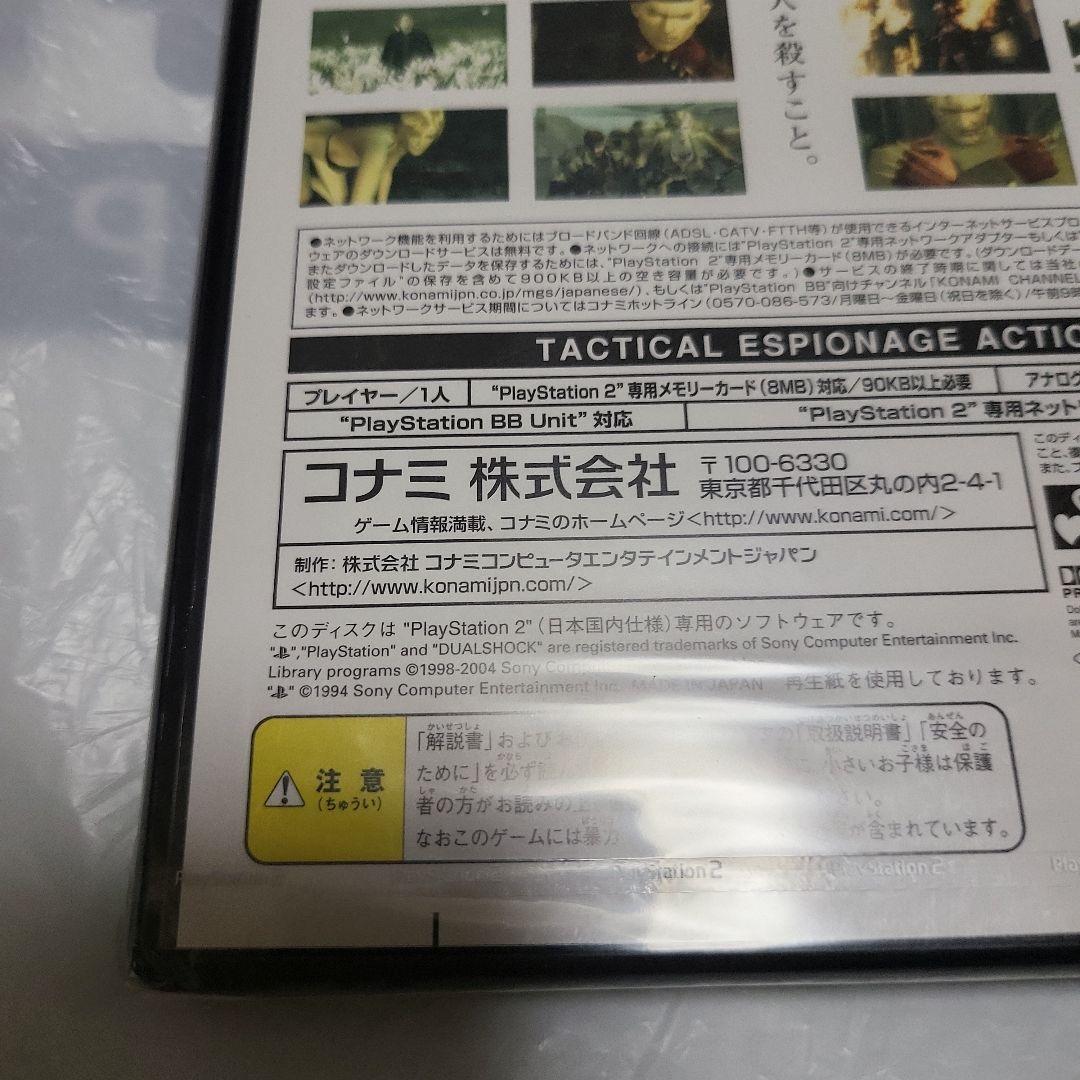 人を殺すこと。
●ネットワーク機能を利用するためにはブロードバンド回線（ADSL・CATV・FTTH等）が使用できるインターネットサービスプロ
ウェアのダウンロードサービスは無料です。●ネットワークへの接続には"PlayStation 2"専用ネットワークアダプターもしくは
またダウンロードしたデータを保存するためには、"PlayStation 2"専用メモリーカード（8MB）が必要です。（ダウンロードデー
設定ファイル"の保存を含めて900KB以上の空き容量が必要です。）●サービスの終了時期に関しては当社
（http://www.konamijpn.co.jp/mgs/japanese/）、もしくは"PlayStation BB"向けチャンネル「KONAMI CHANNEL
ます。●ネットワークサービス期間についてはコナミホットライン（0570-086-573/月曜日〜金曜日（祝日を除く）/午前9時
TACTICAL ESPIONAGE ACTIO
プレイヤー／1人 "PlayStation 2"専用メモリーカード（8MB）対応／90KB以上必要 アナログ
"PlayStation BB Unit" 対応 "PlayStation 2" 専用ネット
コナミ 株式会社 〒100-6330
東京都千代田区丸の内2-4-1
ゲーム情報満載、コナミのホームページ<http://www.konami.com/>
制作：株式会社 コナミコンピュータエンタテインメントジャパン
<http://www.konamijpn.com/>
このディ
こと、
また、
このディスクは "PlayStation 2"（日本国内仕様）専用のソフトウェアです。
"PlayStation" and "DUALSHOCK" are registered trademarks of Sony Computer Entertainment Inc.
Library programs ©1998-2004 Sony
©1994 Sony Computer Entertainment Inc. MADE IN JAPAN 再生紙を使用しております。
注意
（ちゅうい）
「解説書」および 「取扱説明書」「安全の
ために」を必ず 小さいお子様は保護
者の方がお読みの上 さい。
なおこのゲームには暴力 が含まれています。
PlayStation 2
PlayStation 2